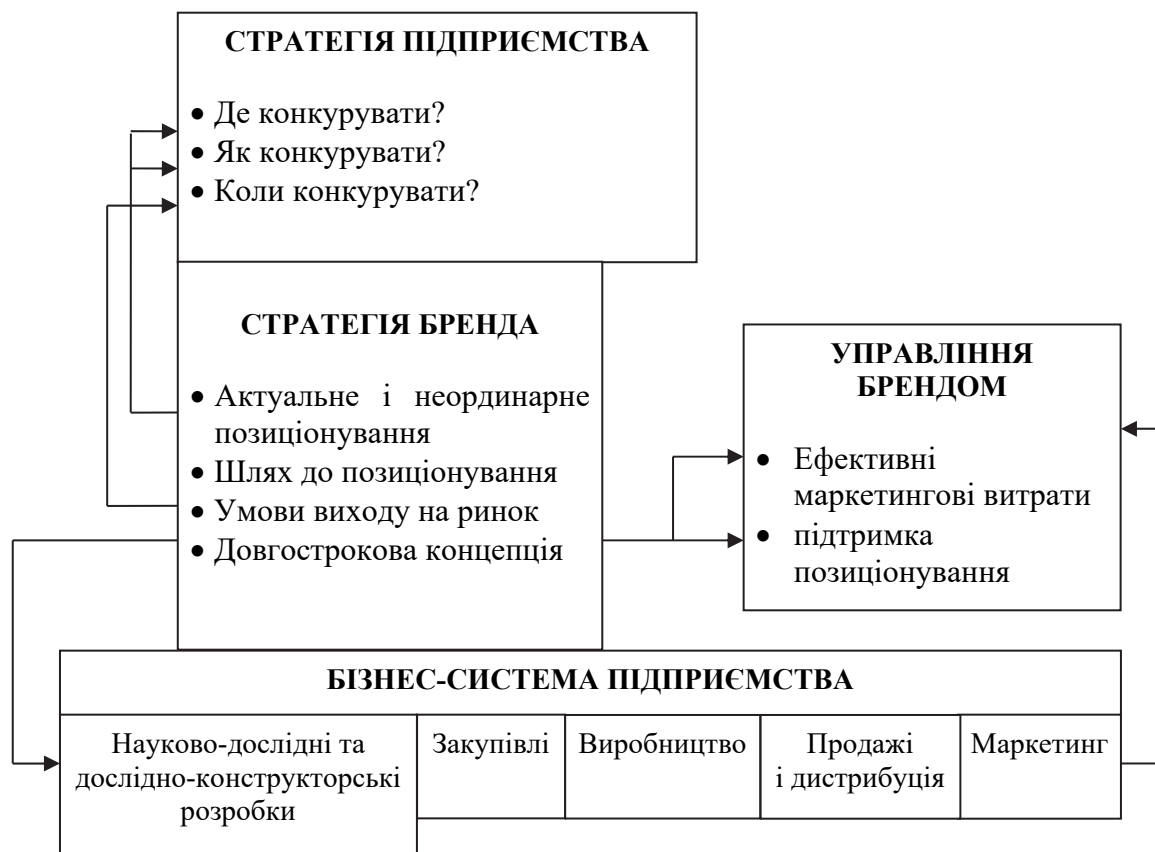 СТРАТЕГІЯ ПІДПРИЄМСТВА
• Де конкурувати?
• Як конкурувати?
• Коли конкурувати?
СТРАТЕГІЯ БРЕНДА
• Актуальне і неординарне
позиціонування
• Шлях до позиціонування
• Умови виходу на ринок
• Довгострокова концепція
УПРАВЛІННЯ
БРЕНДОМ
• Ефективні
маркетингові витрати
• підтримка
позиціонування
БІЗНЕС-СИСТЕМА ПІДПРИЄМСТВА
Науково-дослідні та
дослідно-конструкторські
розробки
Закупівлі
Виробництво
Продажі
і дистрибуція
Маркетинг